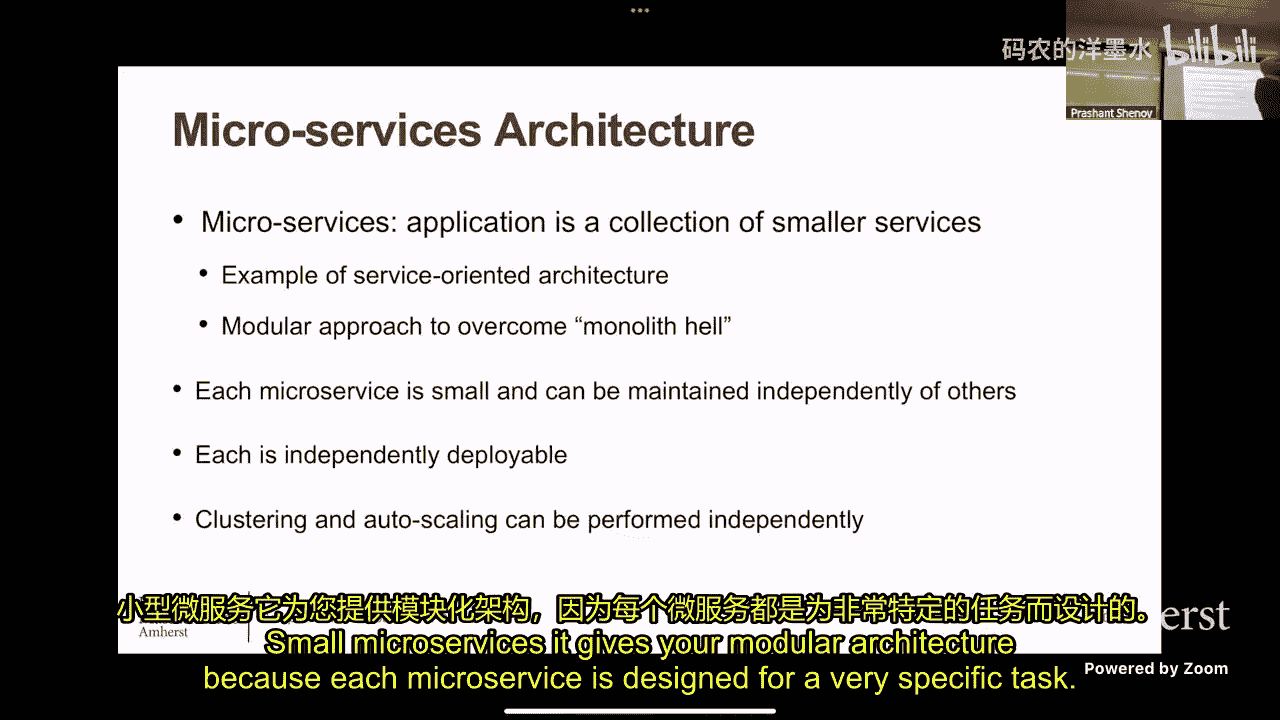 码农的洋墨水 bilibili
Prashant Shenoy
Micro-services Architecture
• Micro-services: application is a collection of smaller services
• Example of service-oriented architecture
• Modular approach to overcome “monolith hell”
• Each microservice is small and can be maintained independently of others
• Each is independently deployable
• Clustering and auto-scaling can be performed independently
小型微服务它为您提供模块化架构，因为每个微服务都是为非常特定的任务而设计的。
Amherst
erst
Small microservices it gives your modular architecture
because each microservice is designed for a very specific task.
Powered by Zoom